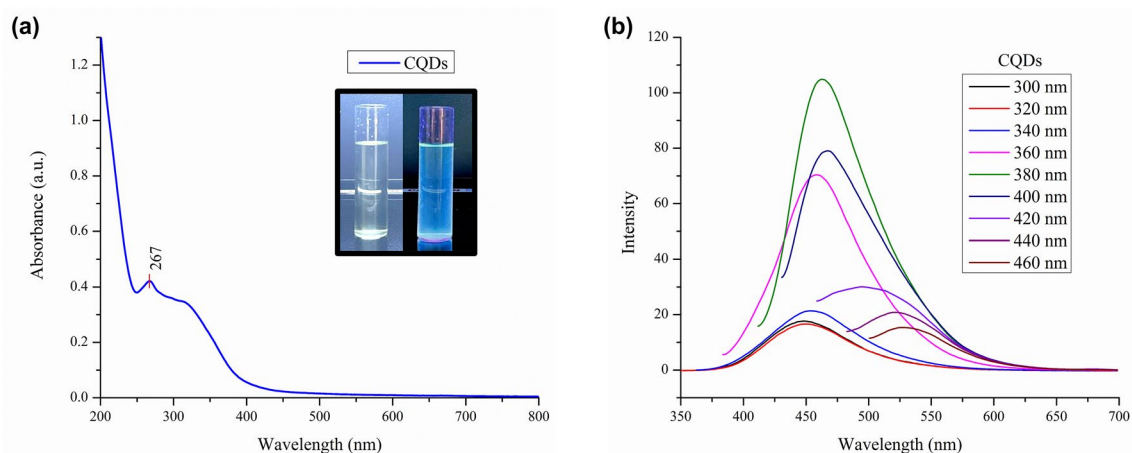 (a)
1.2
1.0
0.8
0.6
0.4
0.2
0.0
Absorbance (a.u.)
200
300
400
500
600
700
800
Wavelength (nm)
CQDs
267
(b)
120
100
80
60
40
20
0
Intensity
350
400
450
500
550
600
650
700
Wavelength (nm)
CQDs
300 nm
320 nm
340 nm
360 nm
380 nm
400 nm
420 nm
440 nm
460 nm